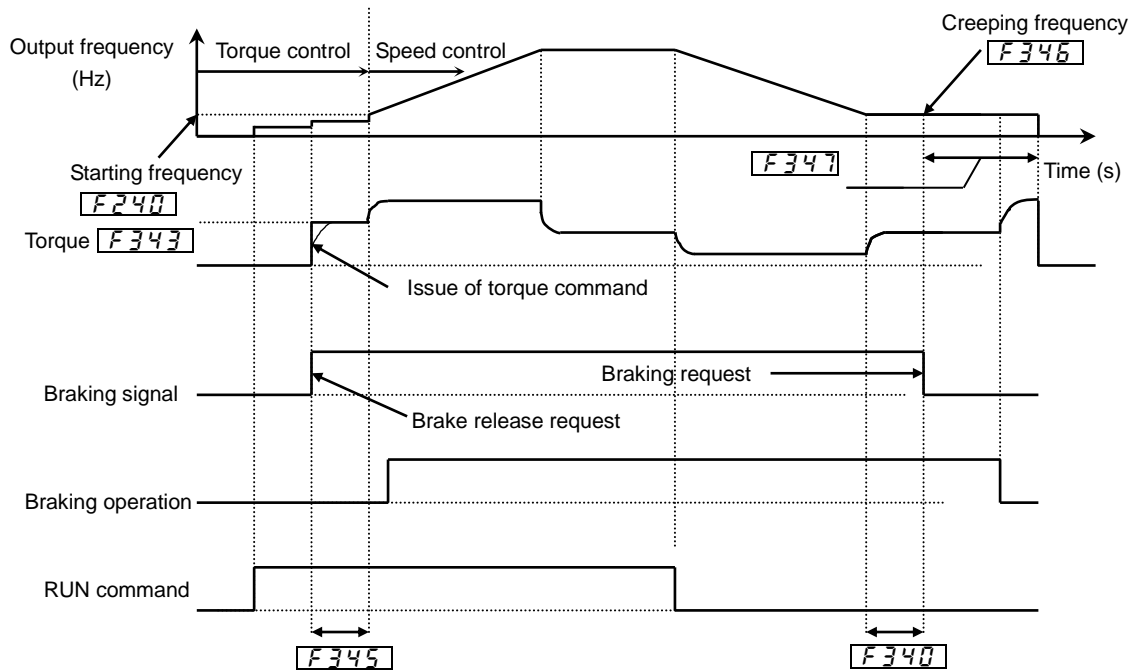 Creeping frequency
F346
Output frequency
(Hz)
Torque control
Speed control
F347
Time (s)
Starting frequency
F240
Torque F343
Issue of torque command
Braking signal
Braking request
Brake release request
Braking operation
RUN command
F345
F340